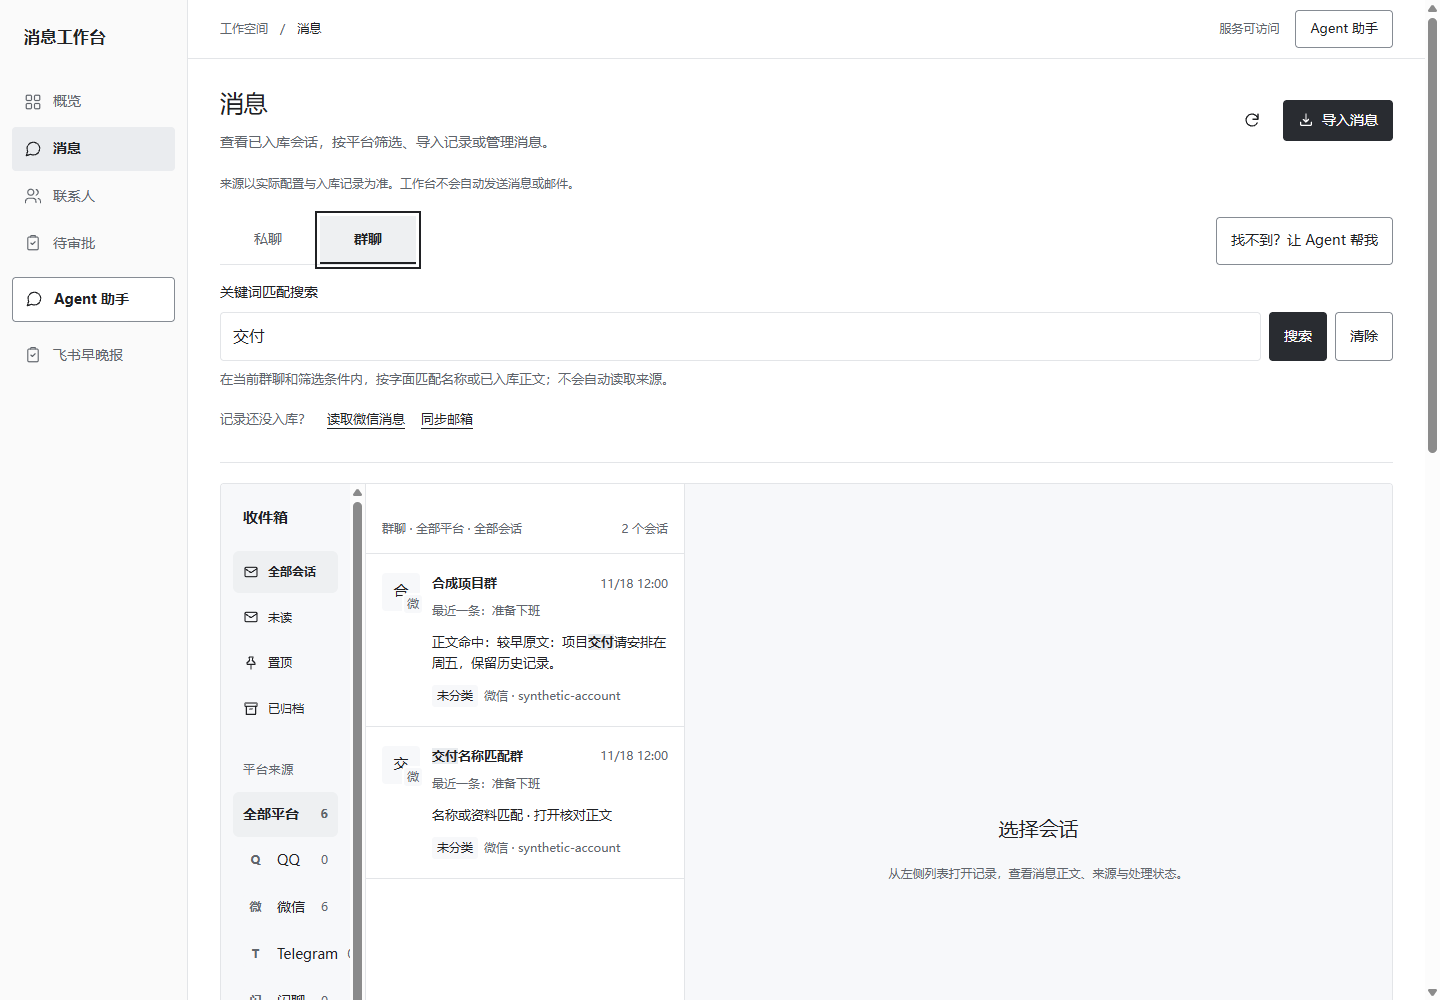 消息工作台
概览
消息
联系人
待审批
Agent 助手
飞书早晚报
工作空间 / 消息
服务可访问
Agent 助手
消息
查看已入库会话，按平台筛选、导入记录或管理消息。
导入消息
来源以实际配置与入库记录为准。工作台不会自动发送消息或邮件。
私聊
群聊
找不到？让 Agent 帮我
关键词匹配搜索
交付
搜索
清除
在当前群聊和筛选条件内，按字面匹配名称或已入库正文；不会自动读取来源。
记录还没入库？ 读取微信消息 同步邮箱
收件箱
全部会话
未读
置顶
已归档
平台来源
全部平台 6
Q QQ 0
微 微信 6
T Telegram
闪聊 0
群聊 · 全部平台 · 全部会话 2 个会话
合 微
合成项目群 11/18 12:00
最近一条：准备下班
正文命中：较早原文：项目交付请安排在
周五，保留历史记录。
未分类 微信 · synthetic-account
交 微
交付名称匹配群 11/18 12:00
最近一条：准备下班
名称或资料匹配 · 打开核对正文
未分类 微信 · synthetic-account
选择会话
从左侧列表打开记录，查看消息正文、来源与处理状态。